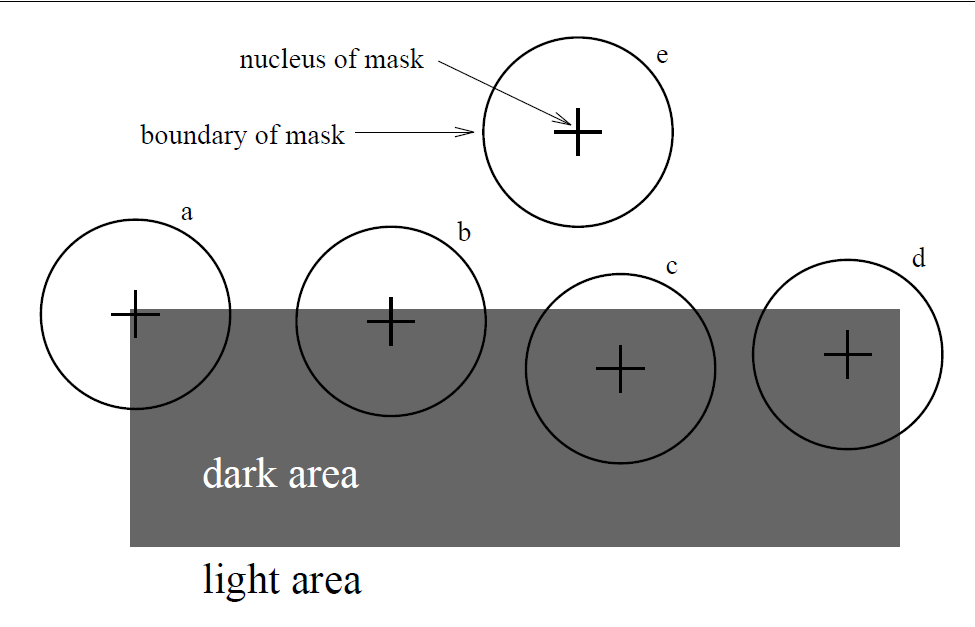 nucleus of mask
e
boundary of mask
a
b
c
d
dark area
light area